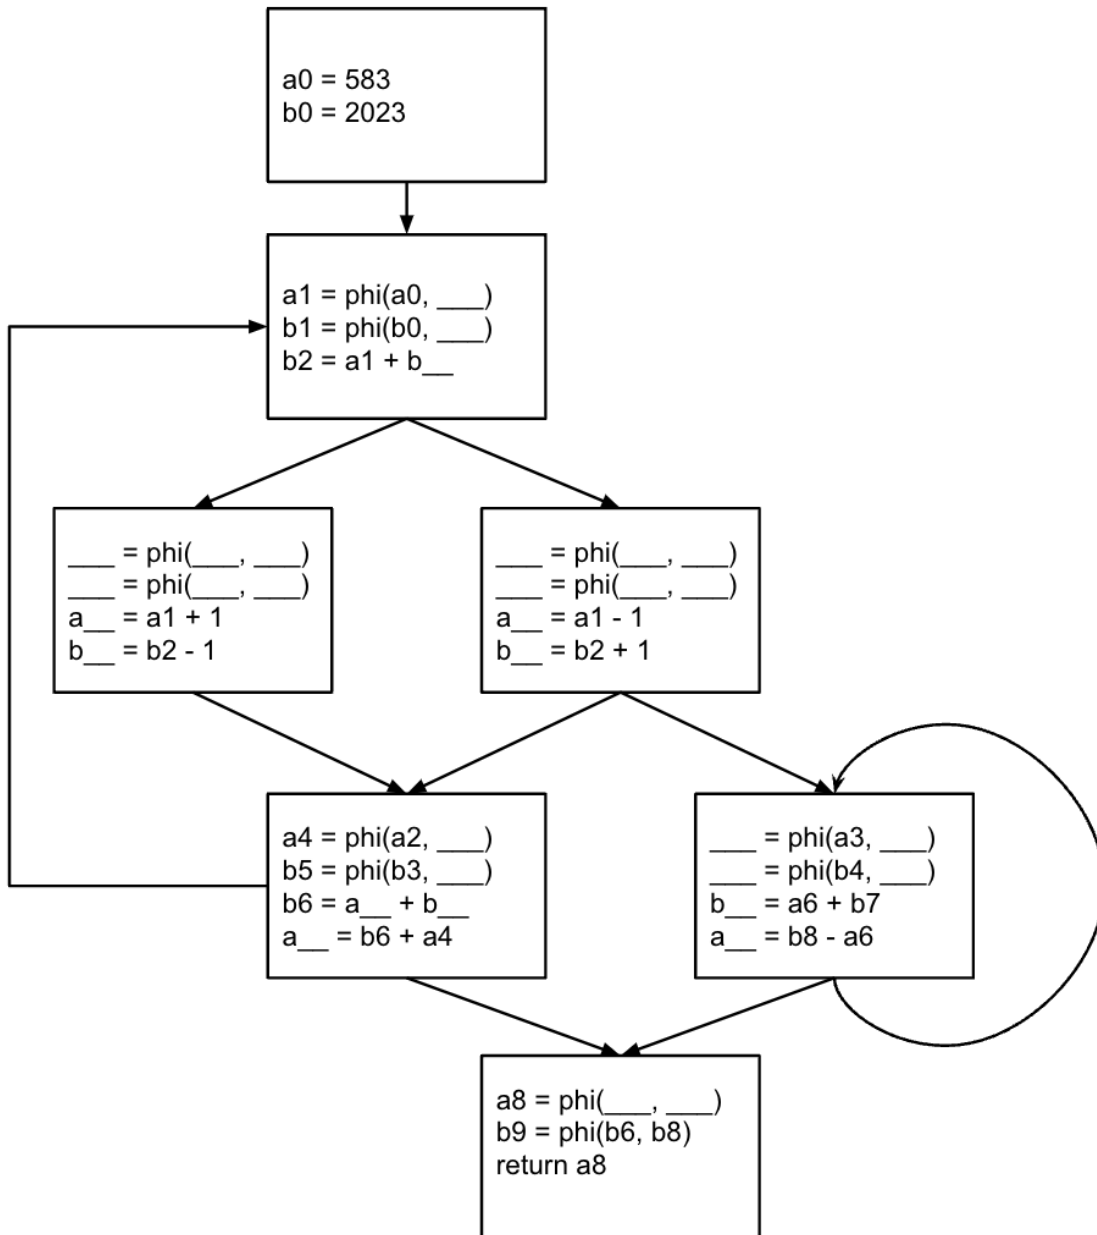 a0 = 583
b0 = 2023
a1 = phi(a0, ___)
b1 = phi(b0, ___)
b2 = a1 + b__
___ = phi(___, ___)
___ = phi(___, ___)
a__ = a1 + 1
b__ = b2 - 1
___ = phi(___, ___)
___ = phi(___, ___)
a__ = a1 - 1
b__ = b2 + 1
a4 = phi(a2, ___)
b5 = phi(b3, ___)
b6 = a__ + b__
a__ = b6 + a4
___ = phi(a3, ___)
___ = phi(b4, ___)
b__ = a6 + b7
a__ = b8 - a6
a8 = phi(___, ___)
b9 = phi(b6, b8)
return a8